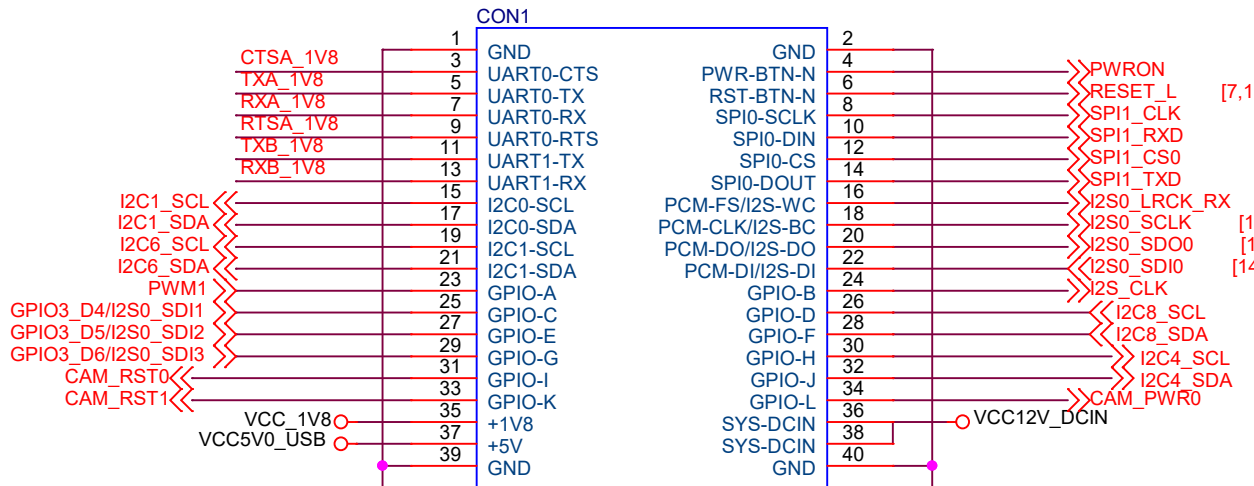 CON1
1 GND GND 2
CTSA_1V8 3 UART0-CTS PWR-BTN-N 4 PWRON
TXA_1V8 5 UART0-TX RST-BTN-N 6 RESET_L [7,1
RXA_1V8 7 UART0-RX SPI0-SCLK 8 SPI1_CLK
RTSA_1V8 9 UART0-RTS SPI0-DIN 10 SPI1_RXD
TXB_1V8 11 UART1-TX SPI0-CS 12 SPI1_CS0
RXB_1V8 13 UART1-RX SPI0-DOUT 14 SPI1_TXD
I2C1_SCL 15 I2C0-SCL PCM-FS/I2S-WC 16 I2S0_LRCK_RX
I2C1_SDA 17 I2C0-SDA PCM-CLK/I2S-BC 18 I2S0_SCLK [1
I2C6_SCL 19 I2C1-SCL PCM-DO/I2S-DO 20 I2S0_SDO0 [1
I2C6_SDA 21 I2C1-SDA PCM-DI/I2S-DI 22 I2S0_SDI0 [14
PWM1 23 GPIO-A GPIO-B 24 I2S_CLK
GPIO3_D4/I2S0_SDI1 25 GPIO-C GPIO-D 26 I2C8_SCL
GPIO3_D5/I2S0_SDI2 27 GPIO-E GPIO-F 28 I2C8_SDA
GPIO3_D6/I2S0_SDI3 29 GPIO-G GPIO-H 30 I2C4_SCL
CAM_RST0 31 GPIO-I GPIO-J 32 I2C4_SDA
CAM_RST1 33 GPIO-K GPIO-L 34 CAM_PWR0
VCC_1V8 35 +1V8 SYS-DCIN 36 VCC12V_DCIN
VCC5V0_USB 37 +5V SYS-DCIN 38
39 GND GND 40